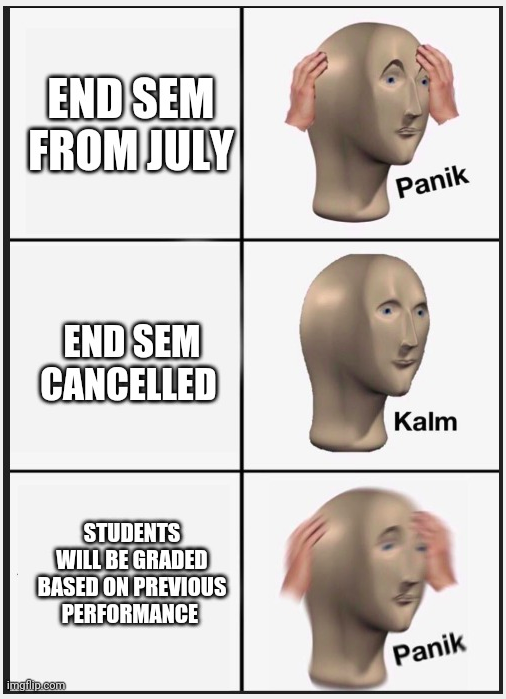 END SEM
FROM JULY
Panik
END SEM
CANCELLED
Kalm
STUDENTS
WILL BE GRADED
BASED ON PREVIOUS
PERFORMANCE
Panik
imgflip.com